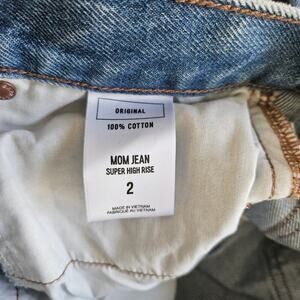 ORIGINAL
100% COTTON
MOM JEAN
SUPER HIGH RISE
2
MADE IN VIETNAM
FABRIQUÉ AU VIETNAM